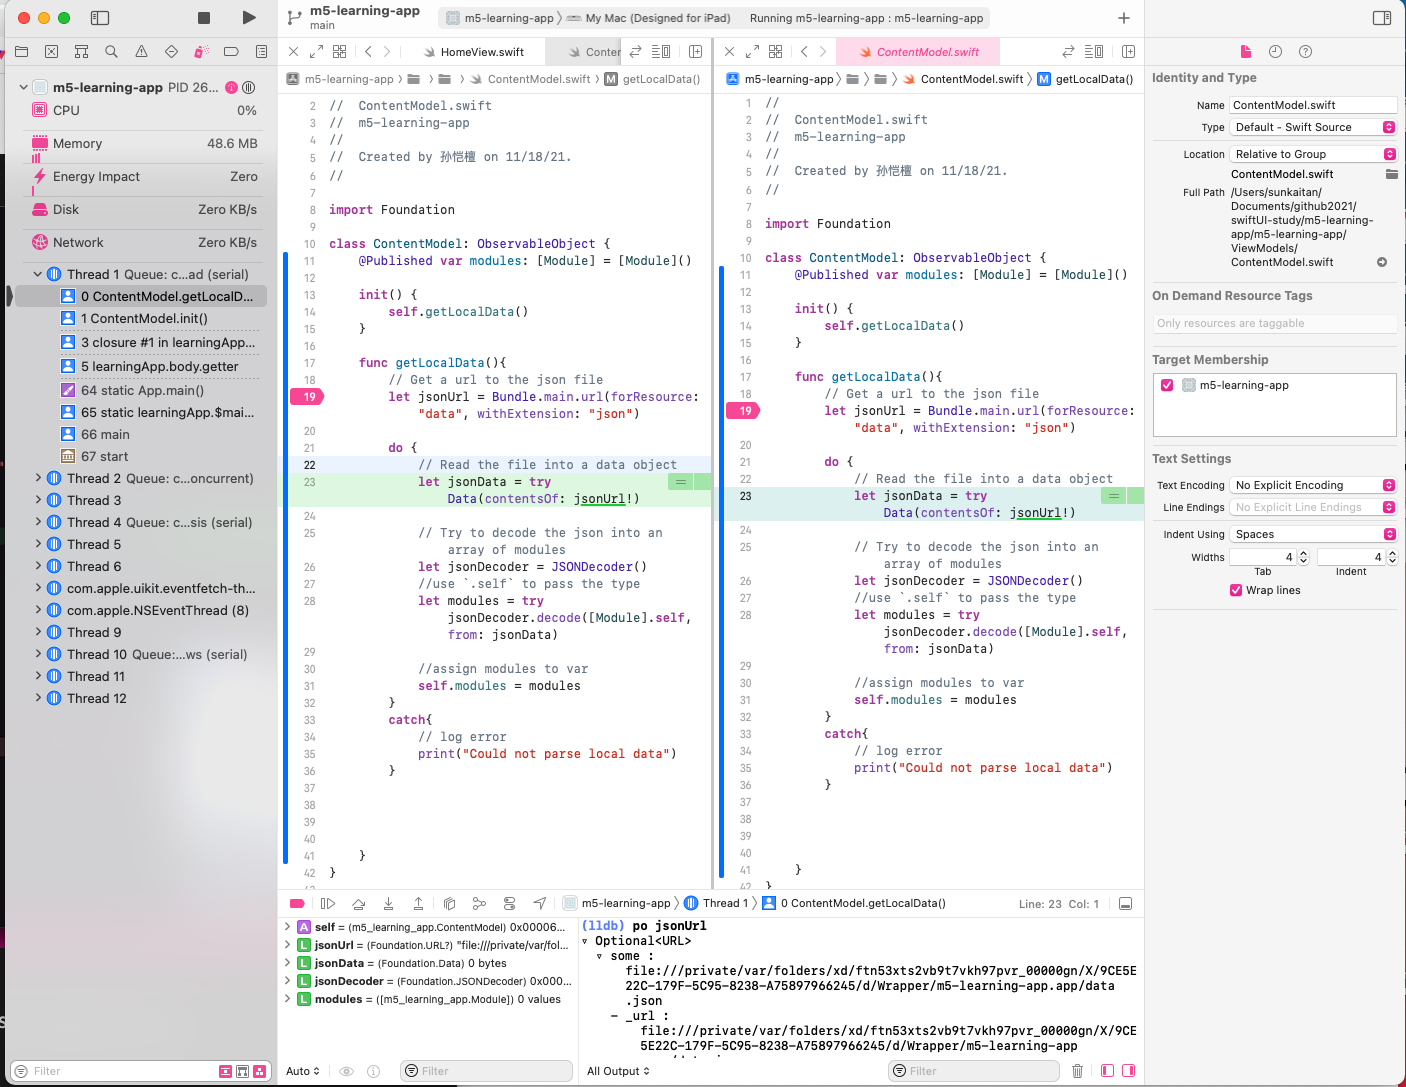 m5-learning-app
main
m5-learning-app
My Mac (Designed for iPad)
Running m5-learning-app : m5-learning-app
m5-learning-app PID 26...
CPU 0%
Memory 48.6 MB
Energy Impact Zero
Disk Zero KB/s
Network Zero KB/s
Thread 1 Queue: c...ad (serial)
0 ContentModel.getLocalD...
1 ContentModel.init()
3 closure #1 in learningApp...
5 learningApp.body.getter
64 static App.main()
65 static learningApp.$mai...
66 main
67 start
Thread 2 Queue: c...oncurrent)
Thread 3
Thread 4 Queue: c...sis (serial)
Thread 5
Thread 6
com.apple.uikit.eventfetch-th...
com.apple.NSEventThread (8)
Thread 9
Thread 10 Queue:...ws (serial)
Thread 11
Thread 12
Filter
HomeView.swift
Conter
m5-learning-app
ContentModel.swift
M getLocalData()
2 //  ContentModel.swift
3 //  m5-learning-app
4 //
5 //  Created by 孙恺檀 on 11/18/21.
6 //
7
8 import Foundation
9
10 class ContentModel: ObservableObject {
11 @Published var modules: [Module] = [Module]()
12
13 init() {
14 self.getLocalData()
15 }
16
17 func getLocalData(){
18 // Get a url to the json file
19 let jsonUrl = Bundle.main.url(forResource:
"data", withExtension: "json")
20
21 do {
22 // Read the file into a data object
23 let jsonData = try
Data(contentsOf: jsonUrl!)
24
25 // Try to decode the json into an
array of modules
26 let jsonDecoder = JSONDecoder()
27 //use `.self` to pass the type
28 let modules = try
jsonDecoder.decode([Module].self,
from: jsonData)
29
30 //assign modules to var
31 self.modules = modules
32 }
33 catch{
34 // log error
35 print("Could not parse local data")
36 }
37
38
39
40
41 }
42 }
ContentModel.swift
m5-learning-app
ContentModel.swift
M getLocalData()
1 //
2 //  ContentModel.swift
3 //  m5-learning-app
4 //
5 //  Created by 孙恺檀 on 11/18/21.
6 //
7
8 import Foundation
9
10 class ContentModel: ObservableObject {
11 @Published var modules: [Module] = [Module]()
12
13 init() {
14 self.getLocalData()
15 }
16
17 func getLocalData(){
18 // Get a url to the json file
19 let jsonUrl = Bundle.main.url(forResource:
"data", withExtension: "json")
20
21 do {
22 // Read the file into a data object
23 let jsonData = try
Data(contentsOf: jsonUrl!)
24
25 // Try to decode the json into an
array of modules
26 let jsonDecoder = JSONDecoder()
27 //use `.self` to pass the type
28 let modules = try
jsonDecoder.decode([Module].self,
from: jsonData)
29
30 //assign modules to var
31 self.modules = modules
32 }
33 catch{
34 // log error
35 print("Could not parse local data")
36 }
37
38
39
40
41 }
42 }
m5-learning-app
Thread 1
0 ContentModel.getLocalData()
Line: 23 Col: 1
A self = (m5_learning_app.ContentModel) 0x00006...
L jsonUrl = (Foundation.URL?) "file:///private/var/fol...
L jsonData = (Foundation.Data) 0 bytes
L jsonDecoder = (Foundation.JSONDecoder) 0x000...
L modules = ([m5_learning_app.Module]) 0 values
Auto
Filter
(lldb) po jsonUrl
▿ Optional<URL>
▿ some :
file:///private/var/folders/xd/ftn53xts2vb9t7vkh97pvr_00000gn/X/9CE5E
22C-179F-5C95-8238-A75897966245/d/Wrapper/m5-learning-app.app/data
.json
- _url :
file:///private/var/folders/xd/ftn53xts2vb9t7vkh97pvr_00000gn/X/9CE
5E22C-179F-5C95-8238-A75897966245/d/Wrapper/m5-learning-app
All Output
Filter
Identity and Type
Name ContentModel.swift
Type Default - Swift Source
Location Relative to Group
ContentModel.swift
Full Path /Users/sunkaitan/
Documents/github2021/
swiftUI-study/m5-learning-
app/m5-learning-app/
ViewModels/
ContentModel.swift
On Demand Resource Tags
Only resources are taggable
Target Membership
m5-learning-app
Text Settings
Text Encoding No Explicit Encoding
Line Endings No Explicit Line Endings
Indent Using Spaces
Widths 4 4
Tab Indent
Wrap lines